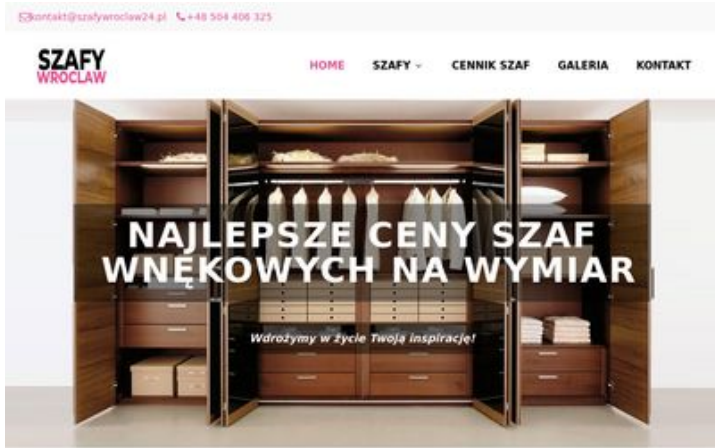 kontakt@szafywroclaw24.pl +48 504 406 325
SZAFY
WROCLAW
HOME SZAFY CENNIK SZAF GALERIA KONTAKT
NAJLEPSZE CENY SZAF
WNĘKOWYCH NA WYMIAR
Wdrożymy w życie Twoją inspirację!